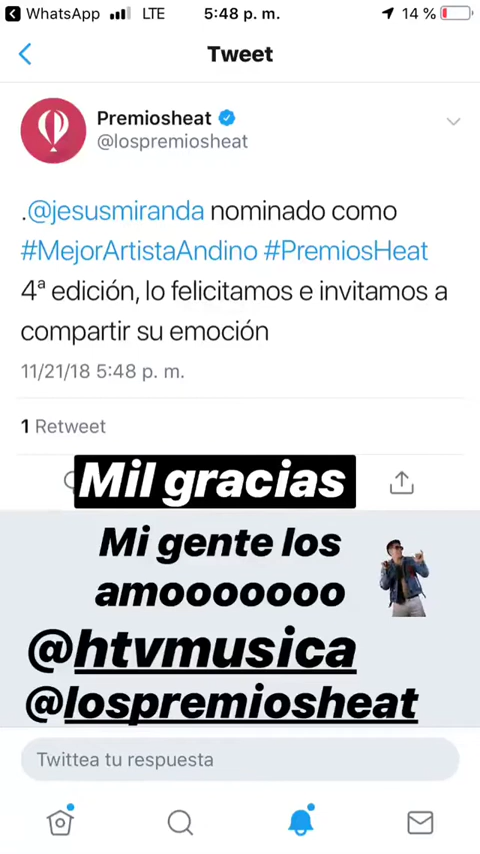 WhatsApp LTE 5:48 p. m. 14 %
Tweet
Premiosheat
@lospremiosheat
.@jesusmiranda nominado como
#MejorArtistaAndino #PremiosHeat
4ª edición, lo felicitamos e invitamos a
compartir su emoción
11/21/18 5:48 p. m.
1 Retweet
Mil gracias
Mi gente los
amooooooo
@htvmusica
@lospremiosheat
Twittea tu respuesta